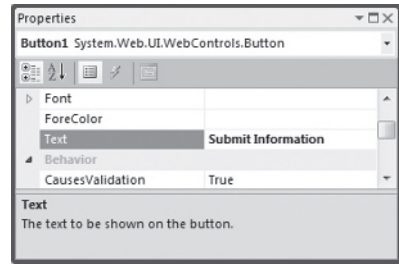 Properties
Button1 System.Web.UI.WebControls.Button
Font
ForeColor
Text Submit Information
Behavior
CausesValidation True
Text
The text to be shown on the button.